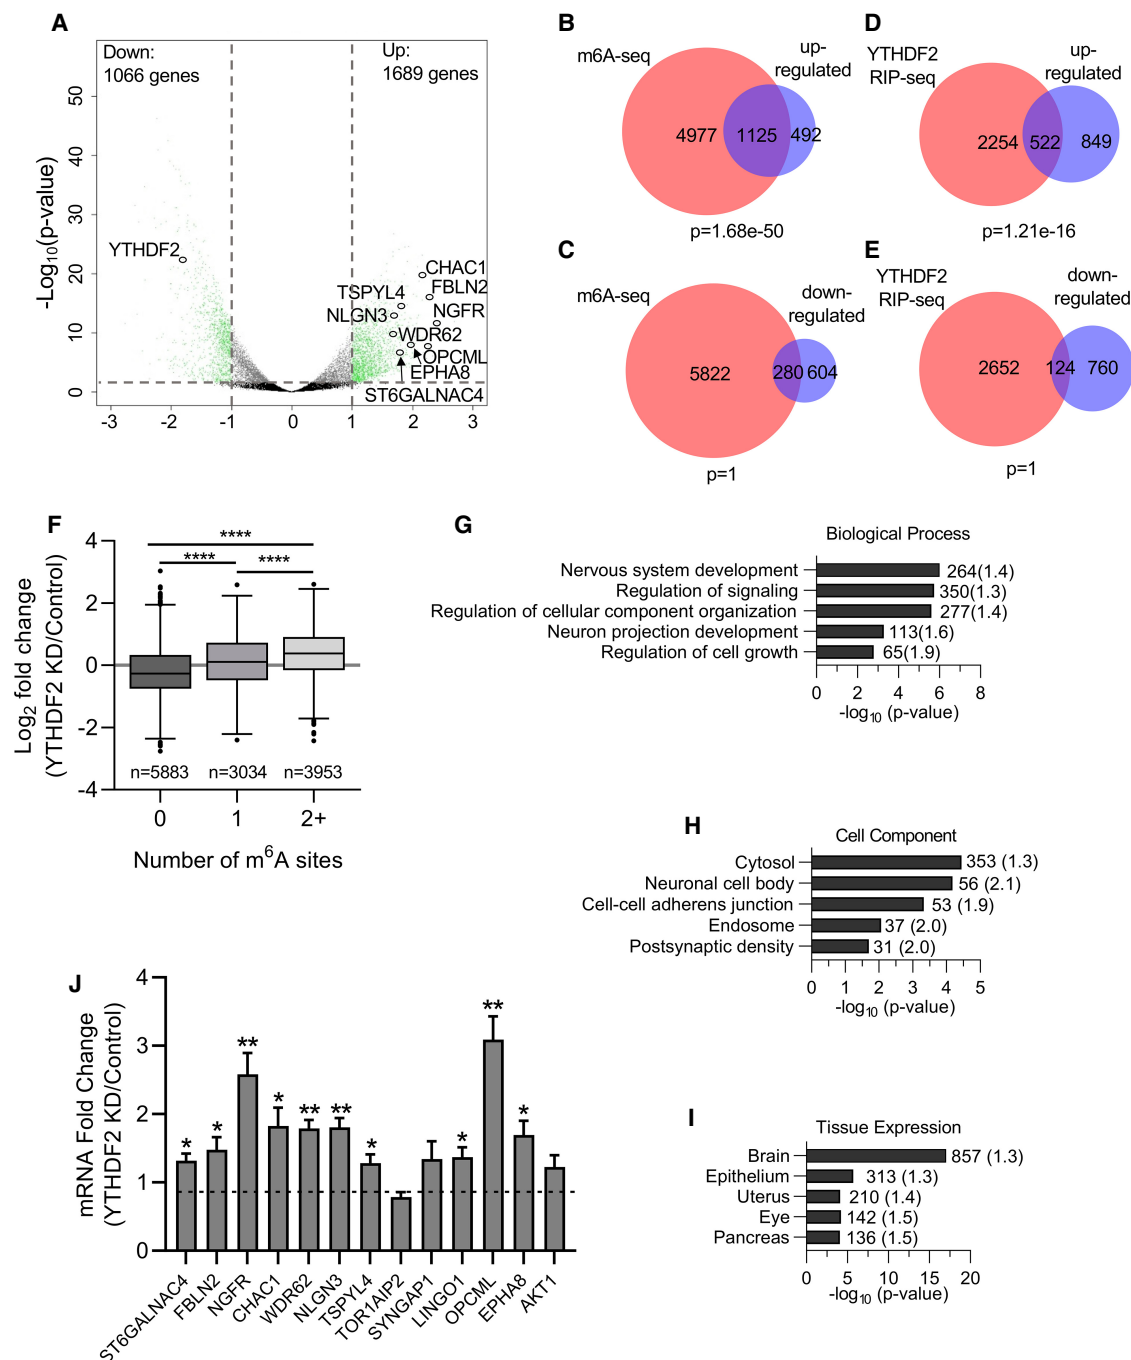 A
Down:
1066 genes
Up:
1689 genes
-Log10(p-value)
50
40
30
20
10
0
YTHDF2
CHAC1
FBLN2
TSPYL4
NGFR
NLGN3
WDR62
OPCML
EPHA8
ST6GALNAC4
-3 -2 -1 0 1 2 3
B
m6A-seq
up-
regulated
4977 1125 492
p=1.68e-50
D
YTHDF2
RIP-seq
up-
regulated
2254 522 849
p=1.21e-16
C
m6A-seq
down-
regulated
5822 280 604
p=1
E
YTHDF2
RIP-seq
down-
regulated
2652 124 760
p=1
F
Log2 fold change
(YTHDF2 KD/Control)
4
2
0
-2
-4
****
**** ****
n=5883 n=3034 n=3953
0 1 2+
Number of m6A sites
G
Biological Process
Nervous system development 264(1.4)
Regulation of signaling 350(1.3)
Regulation of cellular component organization 277(1.4)
Neuron projection development 113(1.6)
Regulation of cell growth 65(1.9)
0 2 4 6 8
-log10 (p-value)
H
Cell Component
Cytosol 353 (1.3)
Neuronal cell body 56 (2.1)
Cell-cell adherens junction 53 (1.9)
Endosome 37 (2.0)
Postsynaptic density 31 (2.0)
0 1 2 3 4 5
-log10 (p-value)
J
mRNA Fold Change
(YTHDF2 KD/Control)
4
3
2
1
0
* * ** * ** ** * * ** *
ST6GALNAC4
FBLN2
NGFR
CHAC1
WDR62
NLGN3
TSPYL4
TOR1AIP2
SYNGAP1
LINGO1
OPCML
EPHA8
AKT1
I
Tissue Expression
Brain 857 (1.3)
Epithelium 313 (1.3)
Uterus 210 (1.4)
Eye 142 (1.5)
Pancreas 136 (1.5)
0 5 10 15 20
-log10 (p-value)